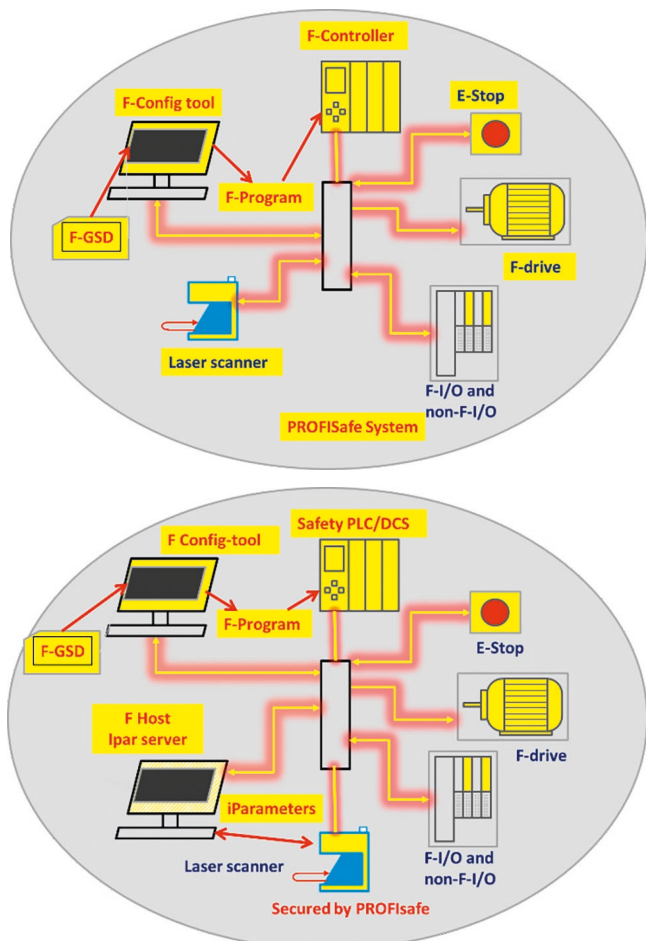 F-Controller
F-Config tool
E-Stop
F-Program
F-GSD
F-drive
Laser scanner
F-I/O and
non-F-I/O
PROFISafe System
Safety PLC/DCS
F Config-tool
F-Program
F-GSD
E-Stop
F Host
Ipar server
F-drive
iParameters
Laser scanner
F-I/O and
non-F-I/O
Secured by PROFIsafe